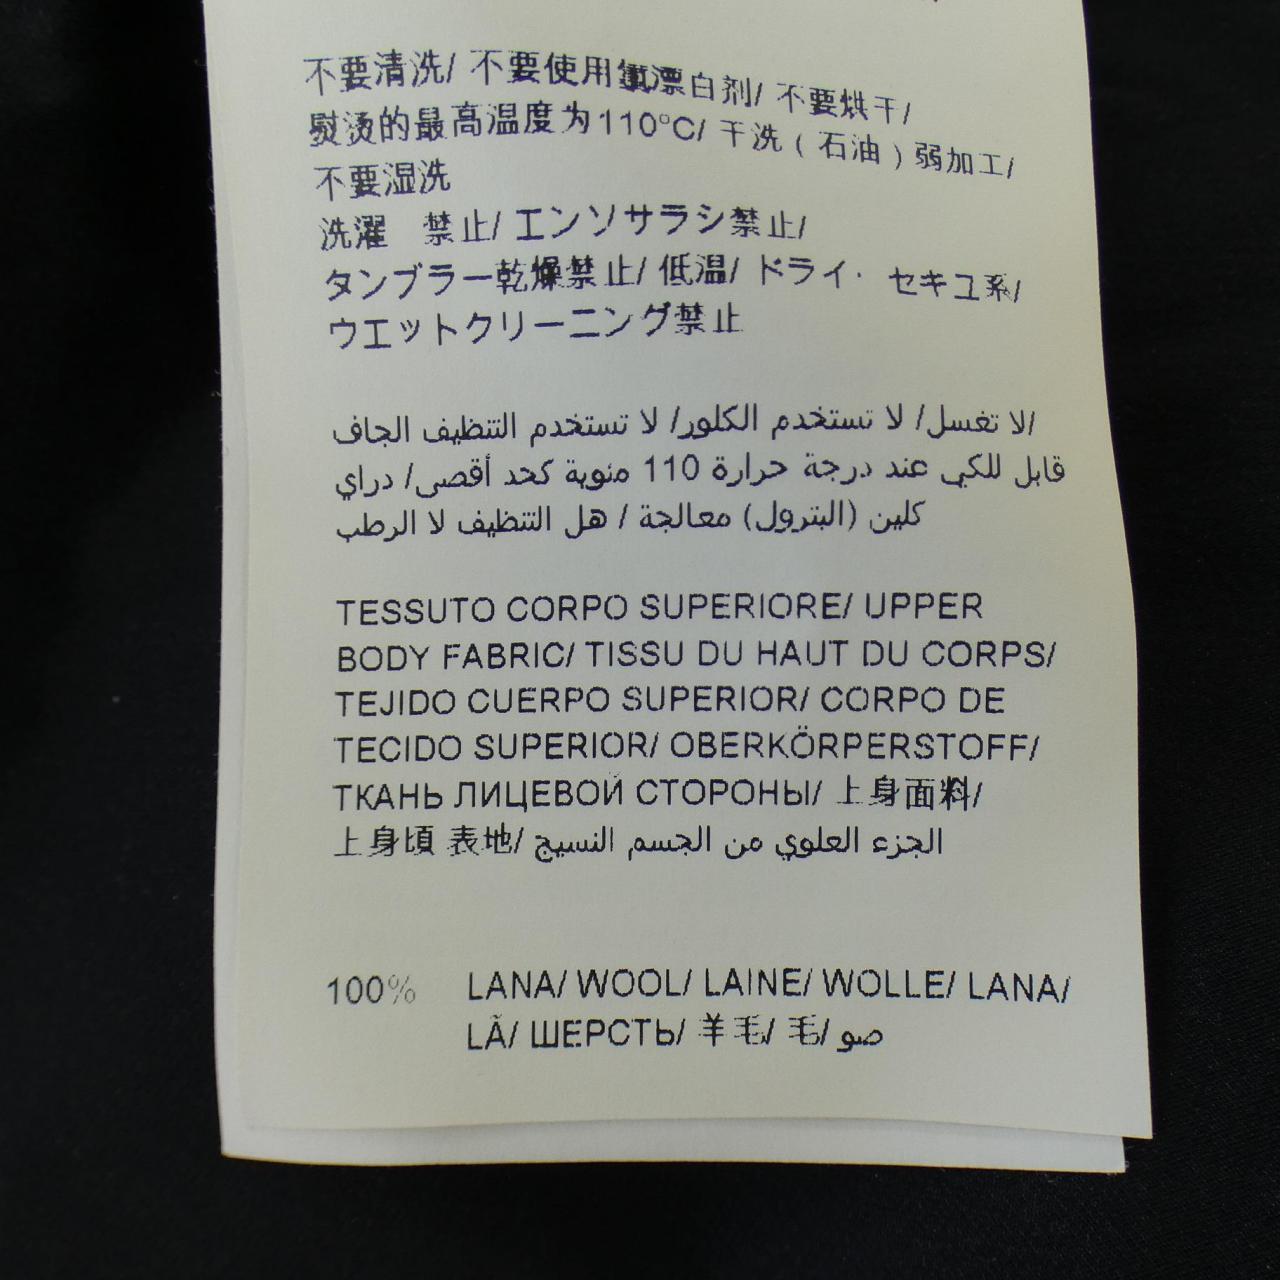 不要清洗/ 不要使用氯漂白剂/ 不要烘干/
熨烫的最高温度为110°C/ 干洗（石油）弱加工/
不要湿洗
洗濯 禁止/ エンソサラシ禁止/
タンブラー乾燥禁止/ 低温/ ドライ・ セキユ系/
ウエットクリーニング禁止
لا تغسل/ لا تستخدم الكلور/ لا تستخدم التنظيف الجاف/
قابل للكي عند درجة حرارة 110 مئوية كحد أقصى/ دراي
كلين (البترول) معالجة / هل التنظيف لا الرطب
TESSUTO CORPO SUPERIORE/ UPPER
BODY FABRIC/ TISSU DU HAUT DU CORPS/
TEJIDO CUERPO SUPERIOR/ CORPO DE
TECIDO SUPERIOR/ OBERKÖRPERSTOFF/
ТКАНЬ ЛИЦЕВОЙ СТОРОНЫ/ 上身面料/
上身頃 表地/ الجزء العلوي من الجسم النسيج
100% LANA/ WOOL/ LAINE/ WOLLE/ LANA/
LÃ/ ШЕРСТЬ/ 羊毛/ 毛/ صو